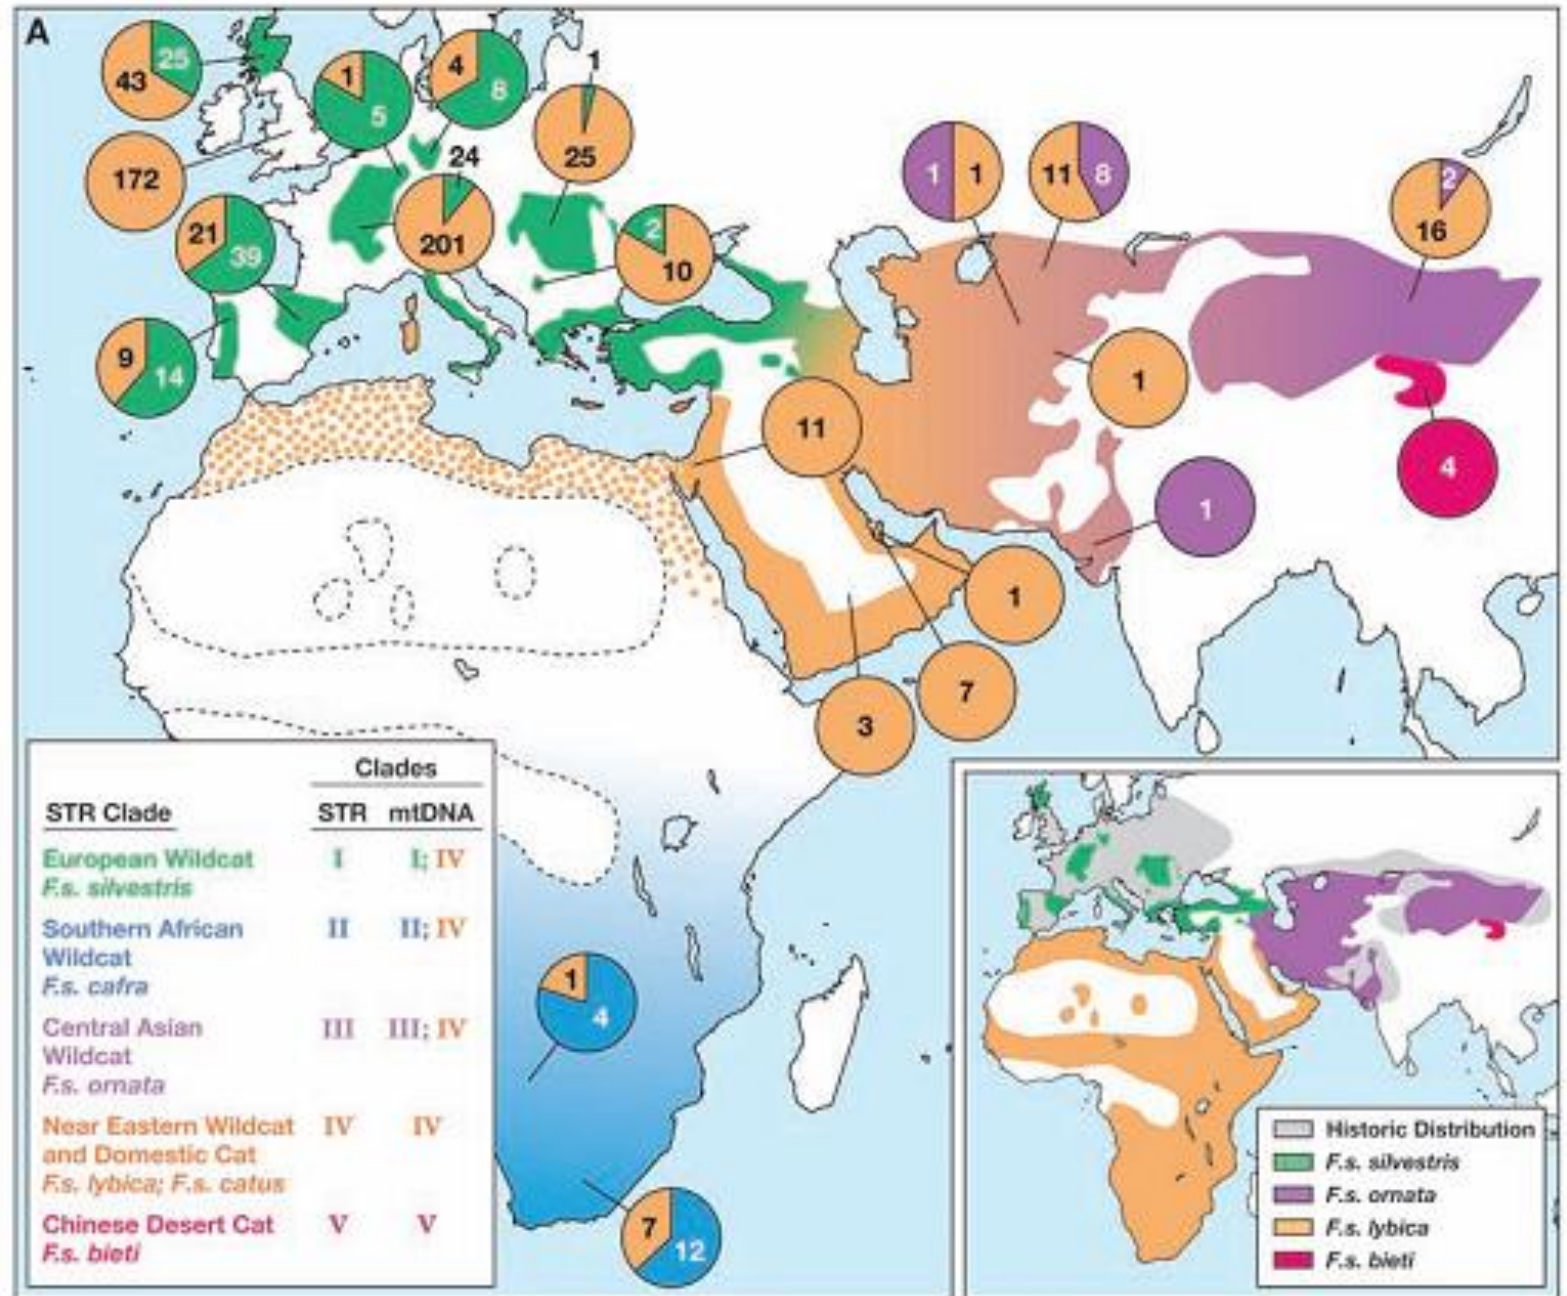 A
25
43
1
5
4
8
1
25
172
24
201
21
39
2
10
9
14
1 1
11 8
2
16
1
11
4
1
1
7
3
Clades
STR Clade STR mtDNA
European Wildcat I I; IV
F.s. silvestris
Southern African II II; IV
Wildcat
F.s. cafra
Central Asian III III; IV
Wildcat
F.s. ornata
Near Eastern Wildcat IV IV
and Domestic Cat
F.s. lybica; F.s. catus
Chinese Desert Cat V V
F.s. bieti
1
4
7
12
Historic Distribution
F.s. silvestris
F.s. ornata
F.s. lybica
F.s. bieti